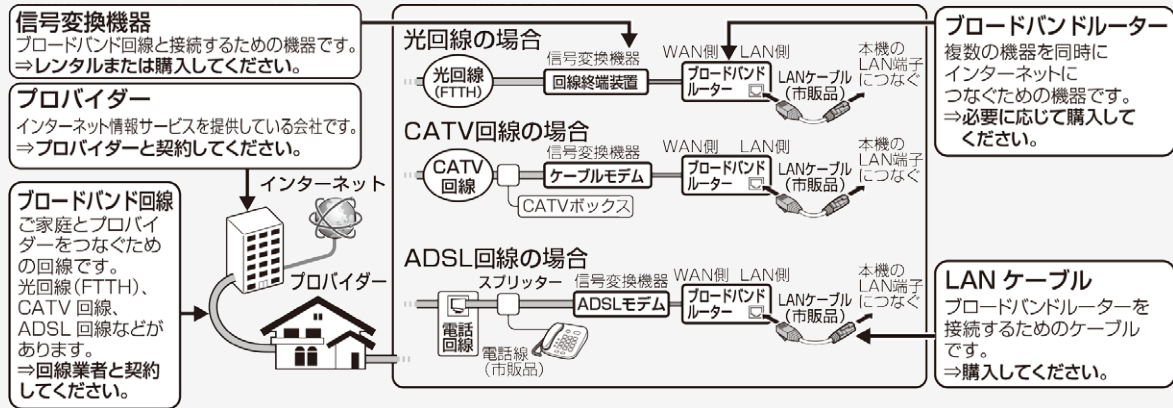 信号変換機器
ブロードバンド回線と接続するための機器です。
⇒レンタルまたは購入してください。
プロバイダー
インターネット情報サービスを提供している会社です。
⇒プロバイダーと契約してください。
ブロードバンド回線
ご家庭とプロバイ
ダーをつなぐため
の回線です。
光回線(FTTH)、
CATV 回線、
ADSL 回線などが
あります。
⇒回線業者と契約
してください。
インターネット
プロバイダー
光回線の場合
光回線
(FTTH)
信号変換機器
回線終端装置
WAN側 LAN側
ブロードバンド
ルーター
LANケーブル
(市販品)
本機の
LAN端子
につなぐ
CATV回線の場合
CATV
回線
CATVボックス
信号変換機器
ケーブルモデム
WAN側 LAN側
ブロードバンド
ルーター
LANケーブル
(市販品)
本機の
LAN端子
につなぐ
ADSL回線の場合
電話
回線
スプリッター
電話線
(市販品)
信号変換機器
ADSLモデム
WAN側 LAN側
ブロードバンド
ルーター
LANケーブル
(市販品)
本機の
LAN端子
につなぐ
ブロードバンドルーター
複数の機器を同時に
インターネットに
つなぐための機器です。
⇒必要に応じて購入して
ください。
LAN ケーブル
ブロードバンドルーターを
接続するためのケーブル
です。
⇒購入してください。